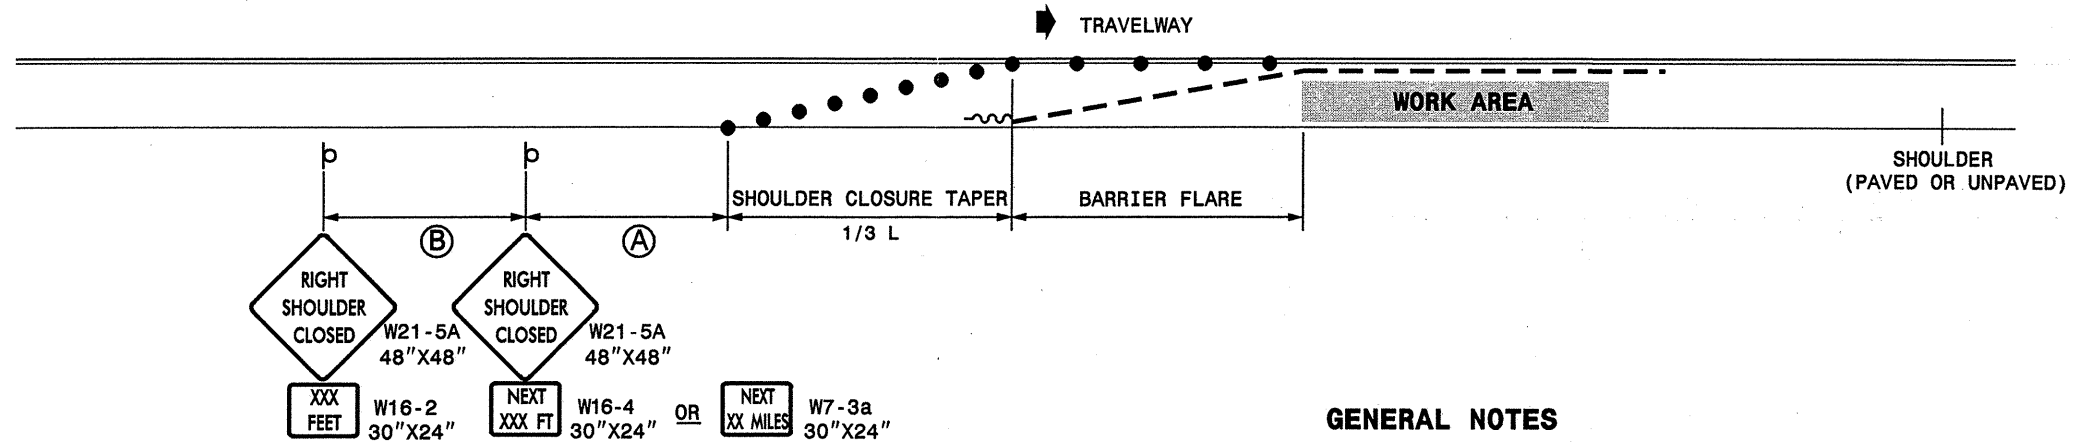 TRAVELWAY
WORK AREA
SHOULDER
(PAVED OR UNPAVED)
SHOULDER CLOSURE TAPER
1/3 L
BARRIER FLARE
B
A
RIGHT
SHOULDER
CLOSED
W21-5A
48"X48"
XXX
FEET
W16-2
30"X24"
RIGHT
SHOULDER
CLOSED
W21-5A
48"X48"
NEXT
XXX FT
W16-4
30"X24"
OR
NEXT
XX MILES
W7-3a
30"X24"
GENERAL NOTES